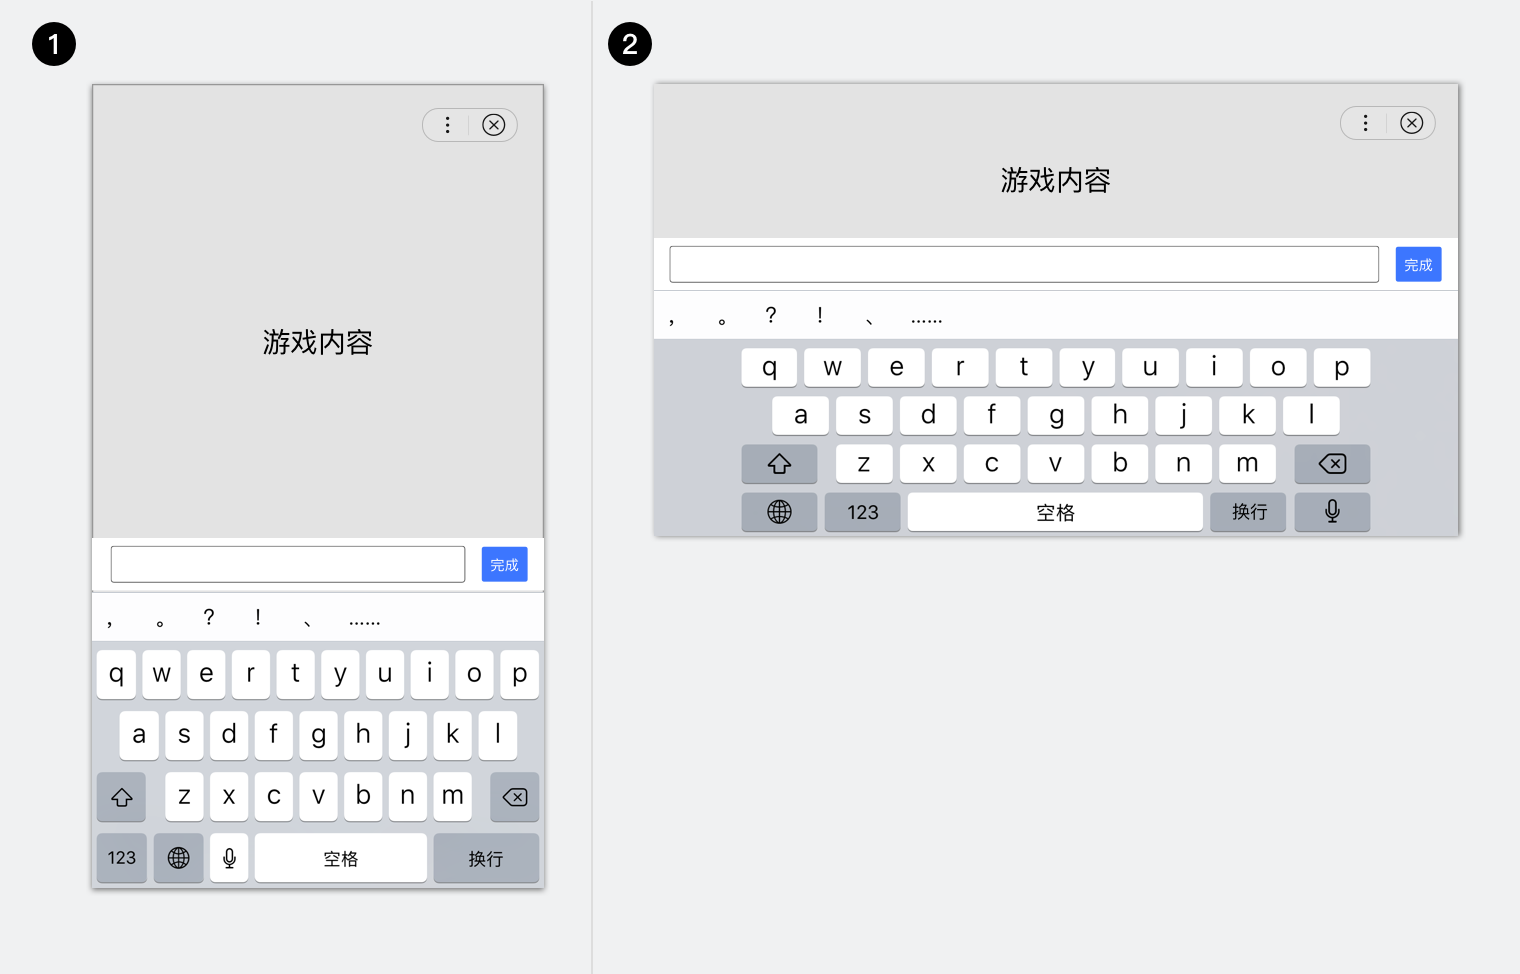 1
游戏内容
完成
, 。 ? ! 、 ……
q w e r t y u i o p
a s d f g h j k l
z x c v b n m
123 空格 换行
2
游戏内容
完成
, 。 ? ! 、 ……
q w e r t y u i o p
a s d f g h j k l
z x c v b n m
123 空格 换行